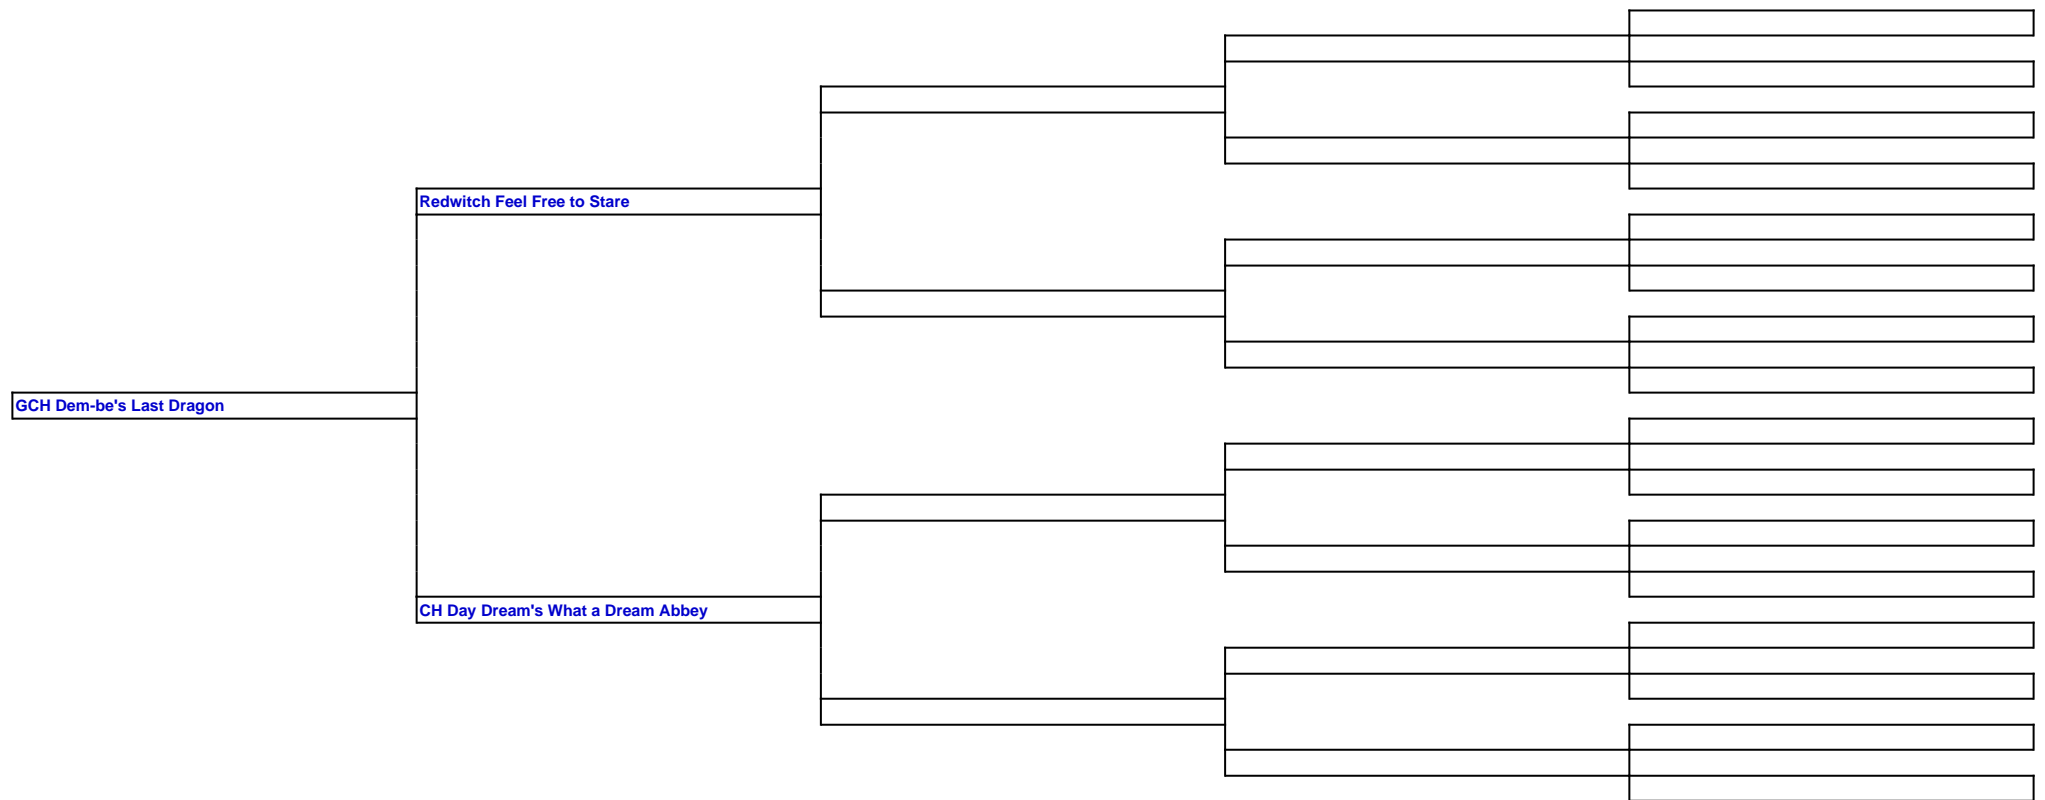 Redwitch Feel Free to Stare
GCH Dem-be's Last Dragon
CH Day Dream's What a Dream Abbey